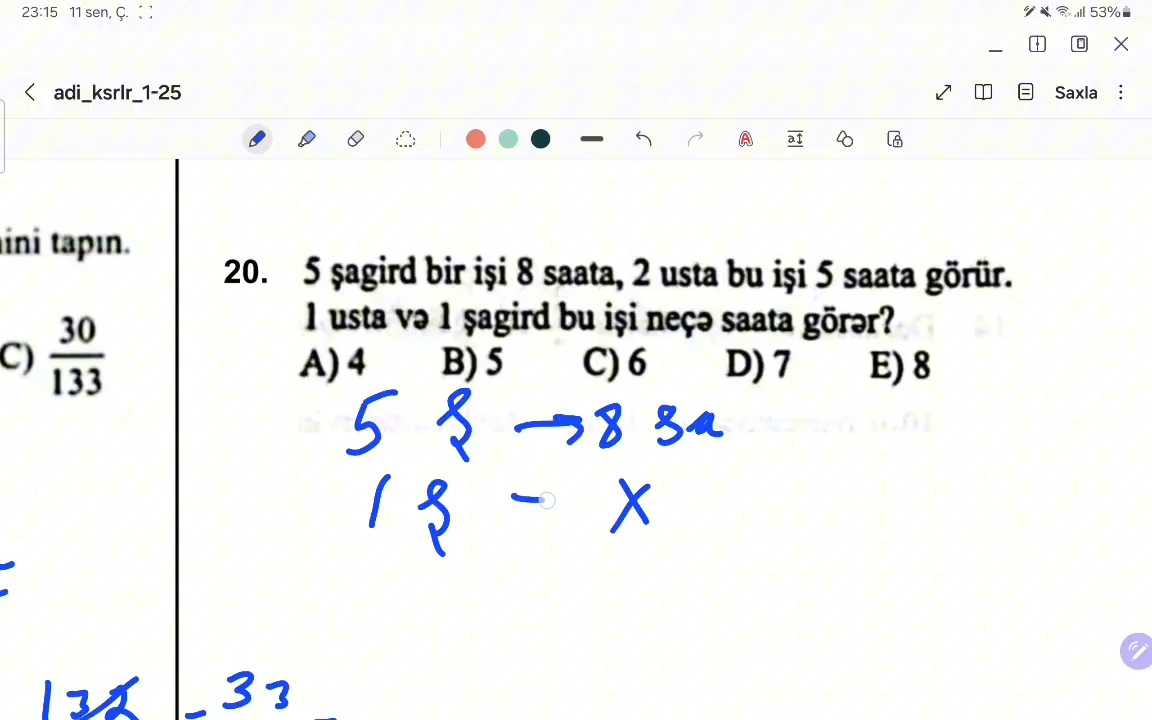 23:15 11 sen, Ç. 53%
adi_ksrlr_1-25
Saxla
ini tapın.
C) 30/133
20. 5 şagird bir işi 8 saata, 2 usta bu işi 5 saata görür.
1 usta və 1 şagird bu işi neçə saata görər?
A) 4 B) 5 C) 6 D) 7 E) 8
5 ş → 8 sa
1 ş - x
132 - 33